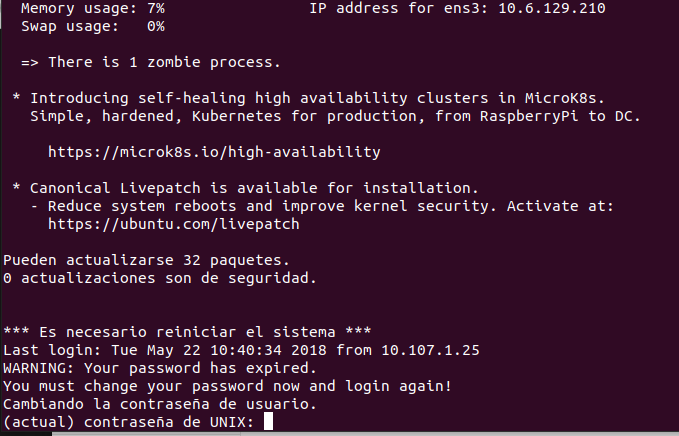 Memory usage: 7% IP address for ens3: 10.6.129.210
Swap usage: 0%
=> There is 1 zombie process.
* Introducing self-healing high availability clusters in MicroK8s.
Simple, hardened, Kubernetes for production, from RaspberryPi to DC.
https://microk8s.io/high-availability
* Canonical Livepatch is available for installation.
- Reduce system reboots and improve kernel security. Activate at:
https://ubuntu.com/livepatch
Pueden actualizarse 32 paquetes.
0 actualizaciones son de seguridad.
*** Es necesario reiniciar el sistema ***
Last login: Tue May 22 10:40:34 2018 from 10.107.1.25
WARNING: Your password has expired.
You must change your password now and login again!
Cambiando la contraseña de usuario.
(actual) contraseña de UNIX: